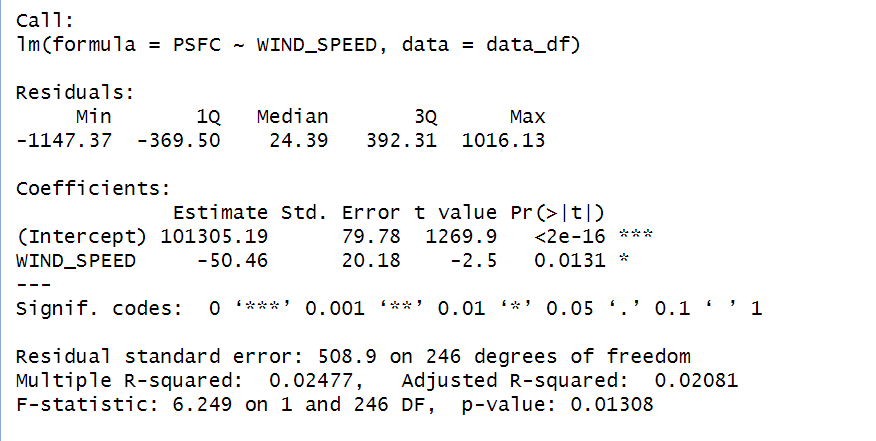 Call:
lm(formula = PSFC ~ WIND_SPEED, data = data_df)
Residuals:
     Min       1Q   Median       3Q      Max
-1147.37  -369.50    24.39   392.31  1016.13
Coefficients:
             Estimate Std. Error t value Pr(>|t|)
(Intercept) 101305.19      79.78  1269.9   <2e-16 ***
WIND_SPEED     -50.46      20.18    -2.5   0.0131 *
---
Signif. codes:  0 ‘***’ 0.001 ‘**’ 0.01 ‘*’ 0.05 ‘.’ 0.1 ‘ ’ 1
Residual standard error: 508.9 on 246 degrees of freedom
Multiple R-squared:  0.02477,   Adjusted R-squared:  0.02081
F-statistic: 6.249 on 1 and 246 DF,  p-value: 0.01308